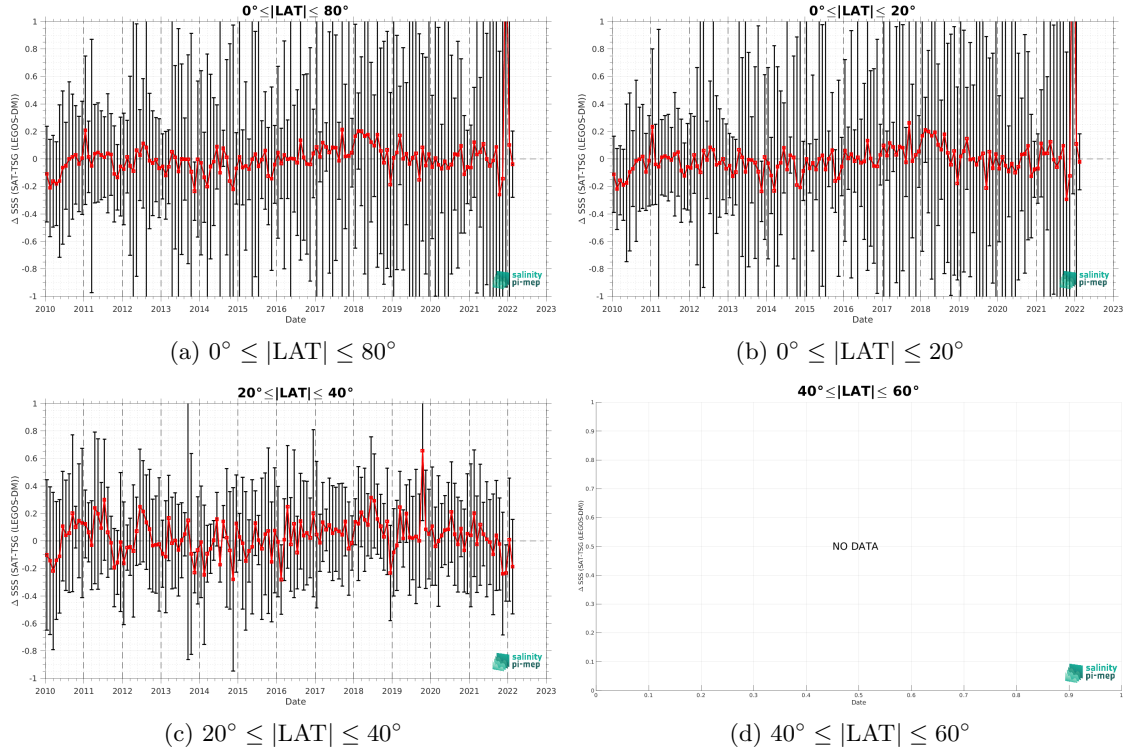 0°≤|LAT|≤ 80°
Δ SSS (SAT-TSG (LEGOS-DM))
1
0.8
0.6
0.4
0.2
0
-0.2
-0.4
-0.6
-0.8
-1
2010 2011 2012 2013 2014 2015 2016 2017 2018 2019 2020 2021 2022 2023
Date
salinity
pi-mep
(a) 0° ≤ |LAT| ≤ 80°
0°≤|LAT|≤ 20°
Δ SSS (SAT-TSG (LEGOS-DM))
1
0.8
0.6
0.4
0.2
0
-0.2
-0.4
-0.6
-0.8
-1
2010 2011 2012 2013 2014 2015 2016 2017 2018 2019 2020 2021 2022 2023
Date
salinity
pi-mep
(b) 0° ≤ |LAT| ≤ 20°
20°≤|LAT|≤ 40°
Δ SSS (SAT-TSG (LEGOS-DM))
1
0.8
0.6
0.4
0.2
0
-0.2
-0.4
-0.6
-0.8
-1
2010 2011 2012 2013 2014 2015 2016 2017 2018 2019 2020 2021 2022 2023
Date
salinity
pi-mep
(c) 20° ≤ |LAT| ≤ 40°
40°≤|LAT|≤ 60°
Δ SSS (SAT-TSG (LEGOS-DM))
1
0.9
0.8
0.7
0.6
0.5
0.4
0.3
0.2
0.1
0
NO DATA
0 0.1 0.2 0.3 0.4 0.5 0.6 0.7 0.8 0.9 1
Date
salinity
pi-mep
(d) 40° ≤ |LAT| ≤ 60°